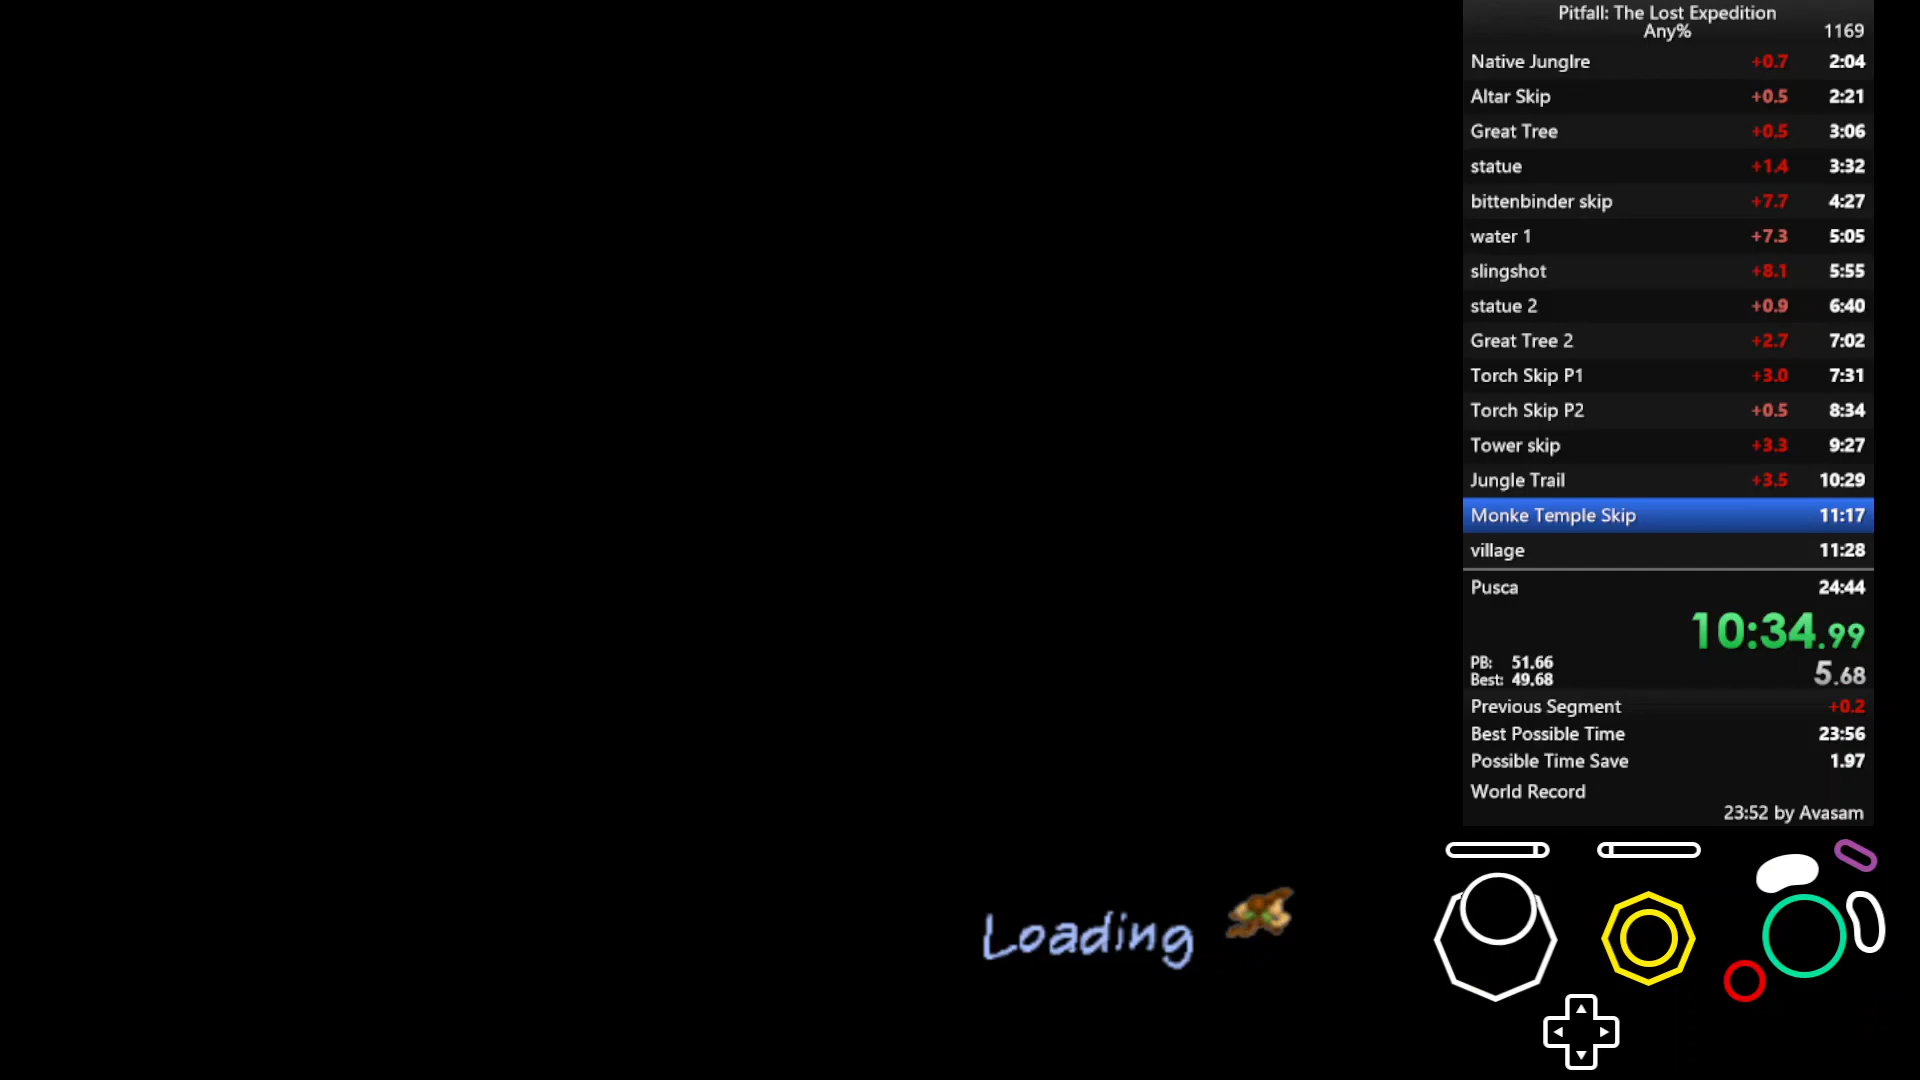 Pitfall: The Lost Expedition
Any% 1169
Native Junglre +0.7 2:04
Altar Skip +0.5 2:21
Great Tree +0.5 3:06
statue +1.4 3:32
bittenbinder skip +7.7 4:27
water 1 +7.3 5:05
slingshot +8.1 5:55
statue 2 +0.9 6:40
Great Tree 2 +2.7 7:02
Torch Skip P1 +3.0 7:31
Torch Skip P2 +0.5 8:34
Tower skip +3.3 9:27
Jungle Trail +3.5 10:29
Monke Temple Skip 11:17
village 11:28
Pusca 24:44
10:34.99
PB: 51.66
Best: 49.68 5.68
Previous Segment +0.2
Best Possible Time 23:56
Possible Time Save 1.97
World Record
23:52 by Avasam
Loading